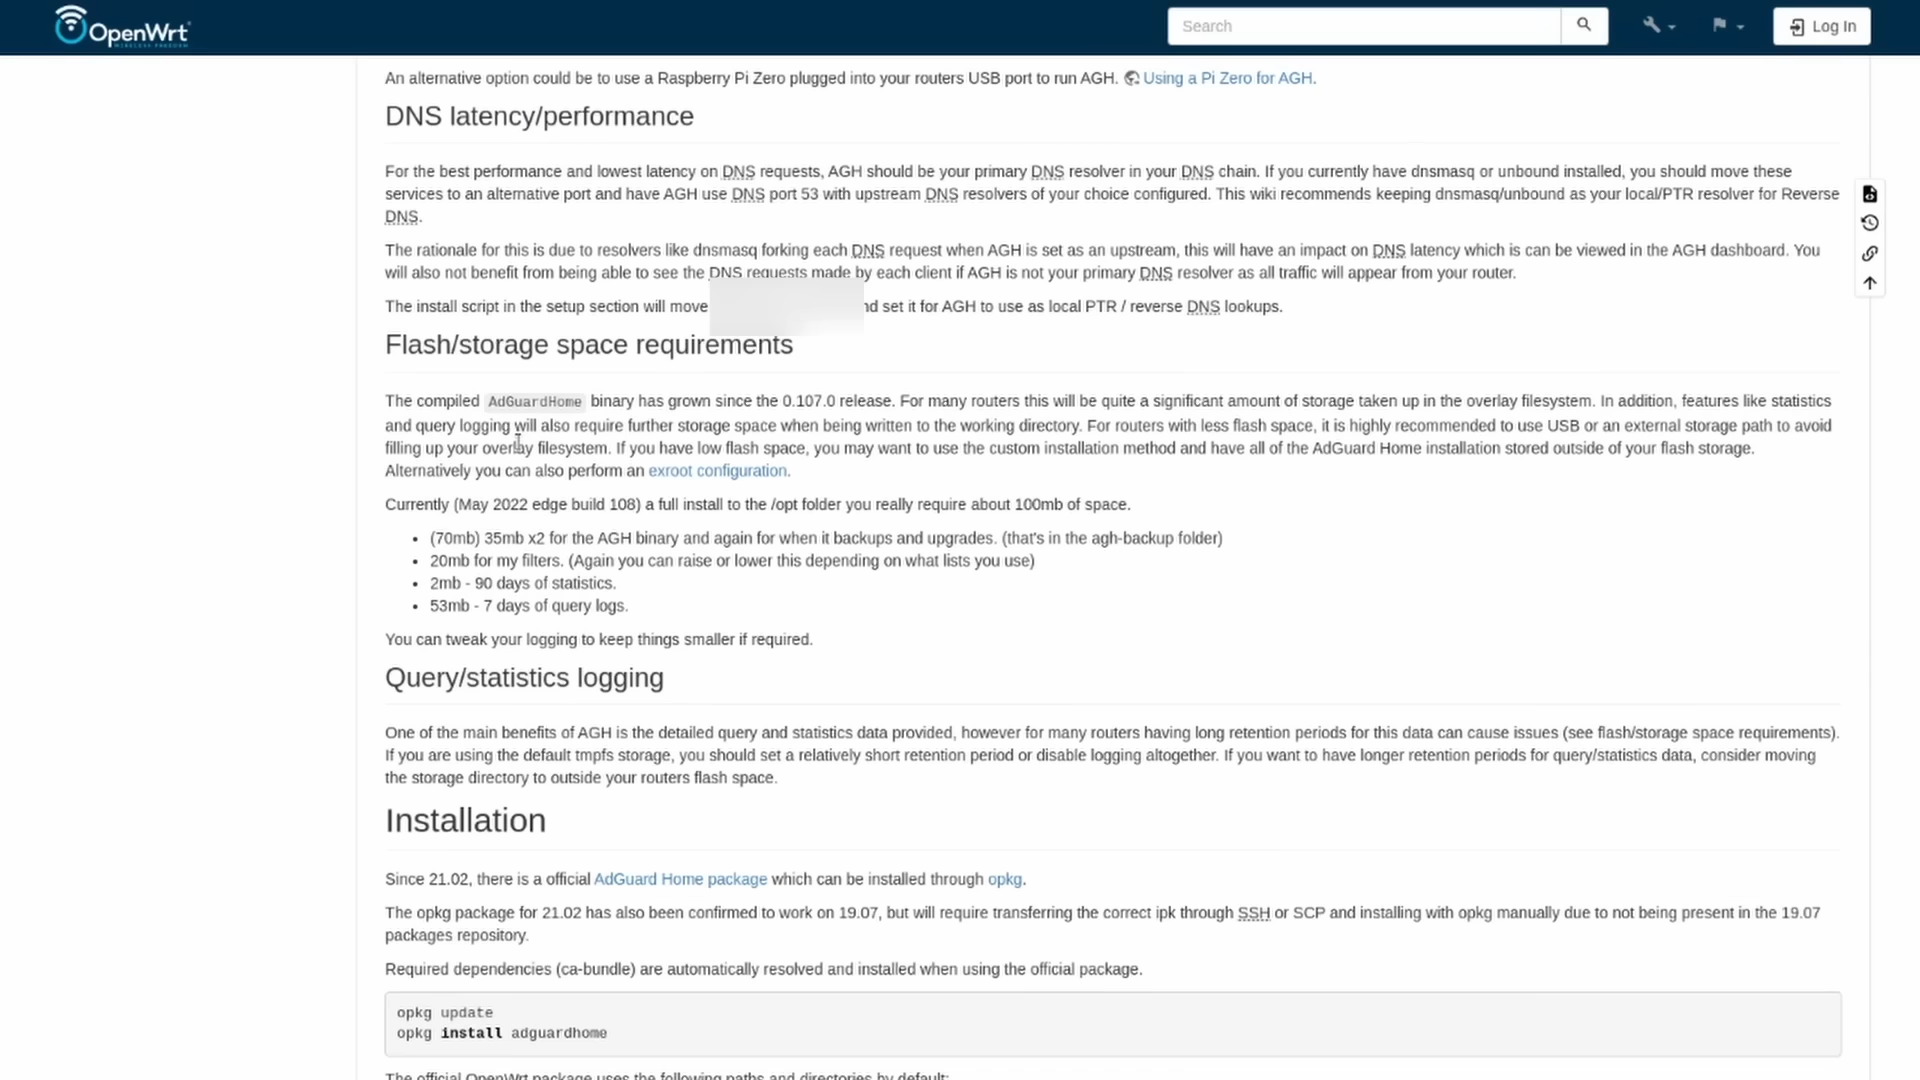 OpenWrt
WIRELESS FREEDOM
Search
Log In
An alternative option could be to use a Raspberry Pi Zero plugged into your routers USB port to run AGH. Using a Pi Zero for AGH.
DNS latency/performance
For the best performance and lowest latency on DNS requests, AGH should be your primary DNS resolver in your DNS chain. If you currently have dnsmasq or unbound installed, you should move these
services to an alternative port and have AGH use DNS port 53 with upstream DNS resolvers of your choice configured. This wiki recommends keeping dnsmasq/unbound as your local/PTR resolver for Reverse
DNS.
The rationale for this is due to resolvers like dnsmasq forking each DNS request when AGH is set as an upstream, this will have an impact on DNS latency which is can be viewed in the AGH dashboard. You
will also not benefit from being able to see the DNS requests made by each client if AGH is not your primary DNS resolver as all traffic will appear from your router.
The install script in the setup section will move nd set it for AGH to use as local PTR / reverse DNS lookups.
Flash/storage space requirements
The compiled AdGuardHome binary has grown since the 0.107.0 release. For many routers this will be quite a significant amount of storage taken up in the overlay filesystem. In addition, features like statistics
and query logging will also require further storage space when being written to the working directory. For routers with less flash space, it is highly recommended to use USB or an external storage path to avoid
filling up your overlay filesystem. If you have low flash space, you may want to use the custom installation method and have all of the AdGuard Home installation stored outside of your flash storage.
Alternatively you can also perform an exroot configuration.
Currently (May 2022 edge build 108) a full install to the /opt folder you really require about 100mb of space.
• (70mb) 35mb x2 for the AGH binary and again for when it backups and upgrades. (that's in the agh-backup folder)
• 20mb for my filters. (Again you can raise or lower this depending on what lists you use)
• 2mb - 90 days of statistics.
• 53mb - 7 days of query logs.
You can tweak your logging to keep things smaller if required.
Query/statistics logging
One of the main benefits of AGH is the detailed query and statistics data provided, however for many routers having long retention periods for this data can cause issues (see flash/storage space requirements).
If you are using the default tmpfs storage, you should set a relatively short retention period or disable logging altogether. If you want to have longer retention periods for query/statistics data, consider moving
the storage directory to outside your routers flash space.
Installation
Since 21.02, there is a official AdGuard Home package which can be installed through opkg.
The opkg package for 21.02 has also been confirmed to work on 19.07, but will require transferring the correct ipk through SSH or SCP and installing with opkg manually due to not being present in the 19.07
packages repository.
Required dependencies (ca-bundle) are automatically resolved and installed when using the official package.
opkg update
opkg install adguardhome
The official OpenWrt package uses the following paths and directories by default: